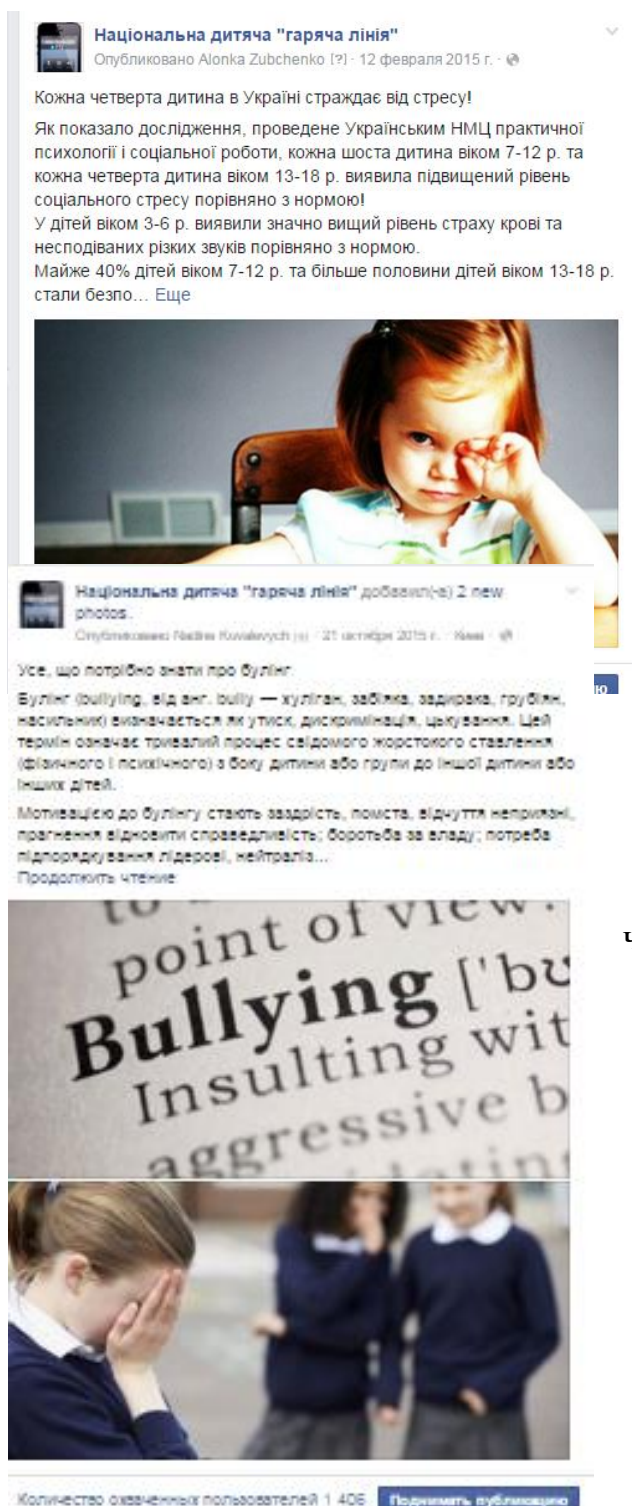 Національна дитяча "гаряча лінія"
Опубликовано Alonka Zubchenko [?] · 12 февраля 2015 г. ·
Кожна четверта дитина в Україні страждає від стресу!
Як показало дослідження, проведене Українським НМЦ практичної
психології і соціальної роботи, кожна шоста дитина віком 7-12 р. та
кожна четверта дитина віком 13-18 р. виявила підвищений рівень
соціального стресу порівняно з нормою!
У дітей віком 3-6 р. виявили значно вищий рівень страху крові та
несподіваних різких звуків порівняно з нормою.
Майже 40% дітей віком 7-12 р. та більше половини дітей віком 13-18 р.
стали безпо... Еще
Національна дитяча "гаряча лінія" добавил(-а) 2 new
photos.
Опубликовано Nadiia Kovalevych [?] · 21 октября 2015 г. · Киев ·
ю
Усе, що потрібно знати про булінг.
Булінг (bullying, від анг. bully — хуліган, забіяка, задирака, грубіян,
насильник) визначається як утиск, дискримінація, цькування. Цей
термін означає тривалий процес свідомого жорстокого ставлення
(фізичного і психічного) з боку дитини або групи до іншої дитини або
інших дітей.
Мотивацією до булінгу стають заздрість, помста, відчуття неприязні,
прагнення відновити справедливість; боротьба за владу; потреба
підпорядкування лідерові, нейтраліз...
Продолжить чтение
point of view.
ч
Bullying ['bʊ
Insulting wit
aggressive b
Количество охваченных пользователей 1 406 Поднимать публикацию